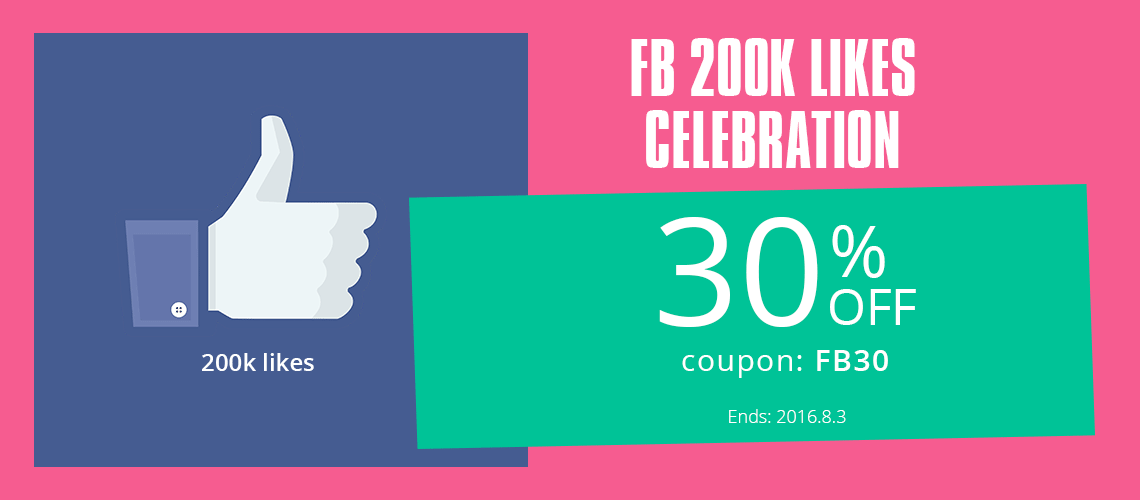 200k likes
FB 200K LIKES
CELEBRATION
30%
OFF
coupon: FB30
Ends: 2016.8.3